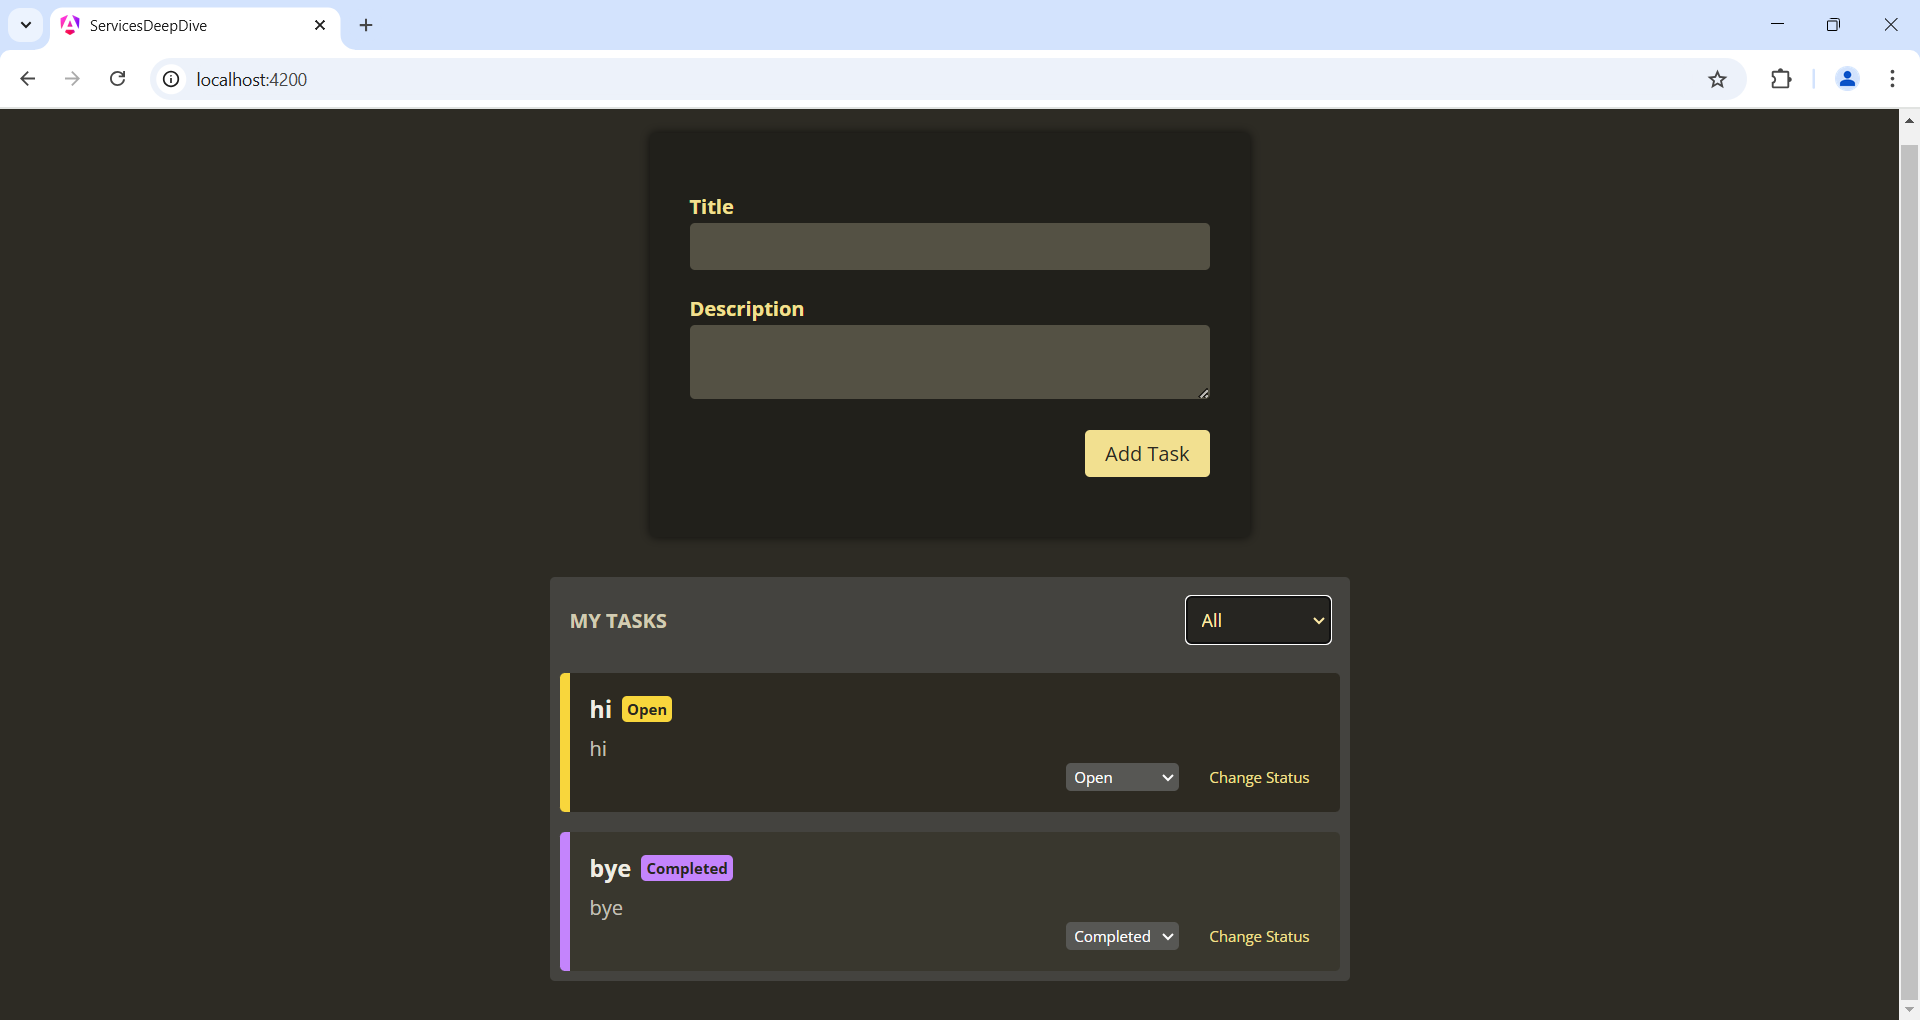 ServicesDeepDive
localhost:4200
Title
Description
Add Task
MY TASKS
All
hi Open
hi
Open Change Status
bye Completed
bye
Completed Change Status